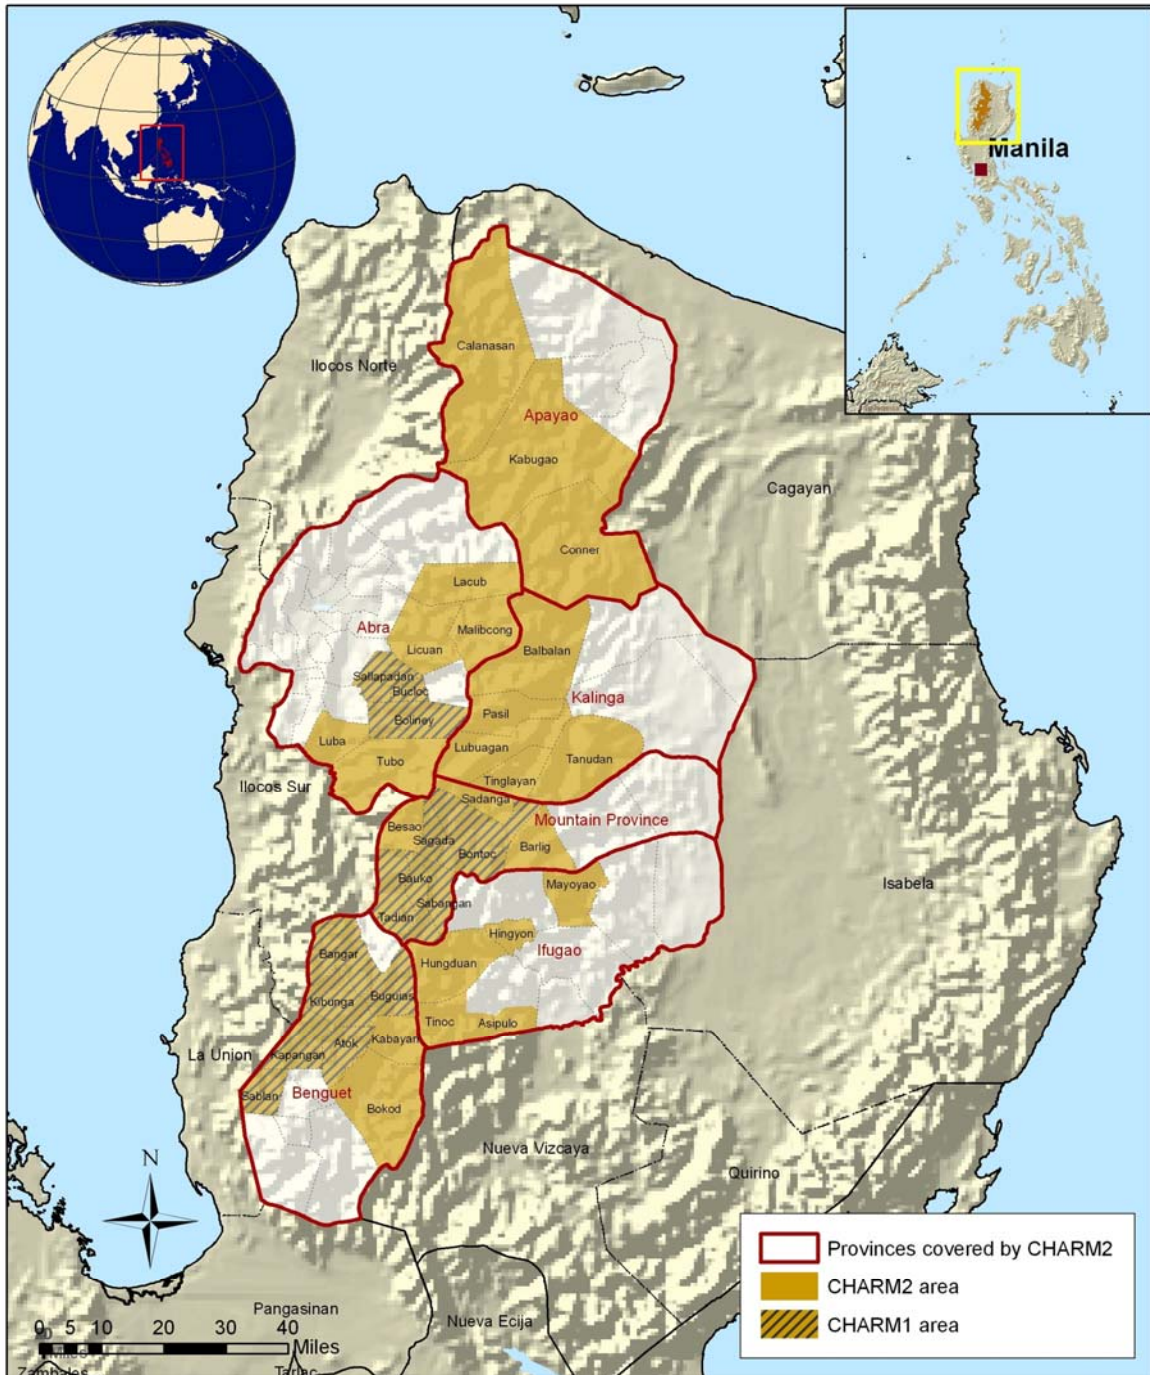 Manila
Calanasan
Ilocos Norte
Apayao
Kabugao
Cagayan
Conner
Lacub
Abra
Malibcong
Licuan
Balbalan
Sallapadan
Bucloc
Kalinga
Boliney
Pasil
Luba
Lubuagan
Tanudan
Tubo
Tinglayan
Ilocos Sur
Sadanga
Mountain Province
Besao
Sagada
Barlig
Bontoc
Bauko
Mayoyao
Isabela
Sabangan
Tadian
Hingyon
Ifugao
Bangar
Hungduan
Kibunga
Buguias
Tinoc
Asipulo
La Union
Kapangan
Atok
Kabayan
Sablan
Benguet
Bokod
Nueva Vizcaya
N
Quirino
Provinces covered by CHARM2
CHARM2 area
CHARM1 area
Pangasinan
Nueva Ecija
0 5 10 20 30 40
Miles
Zambales
Tarlac